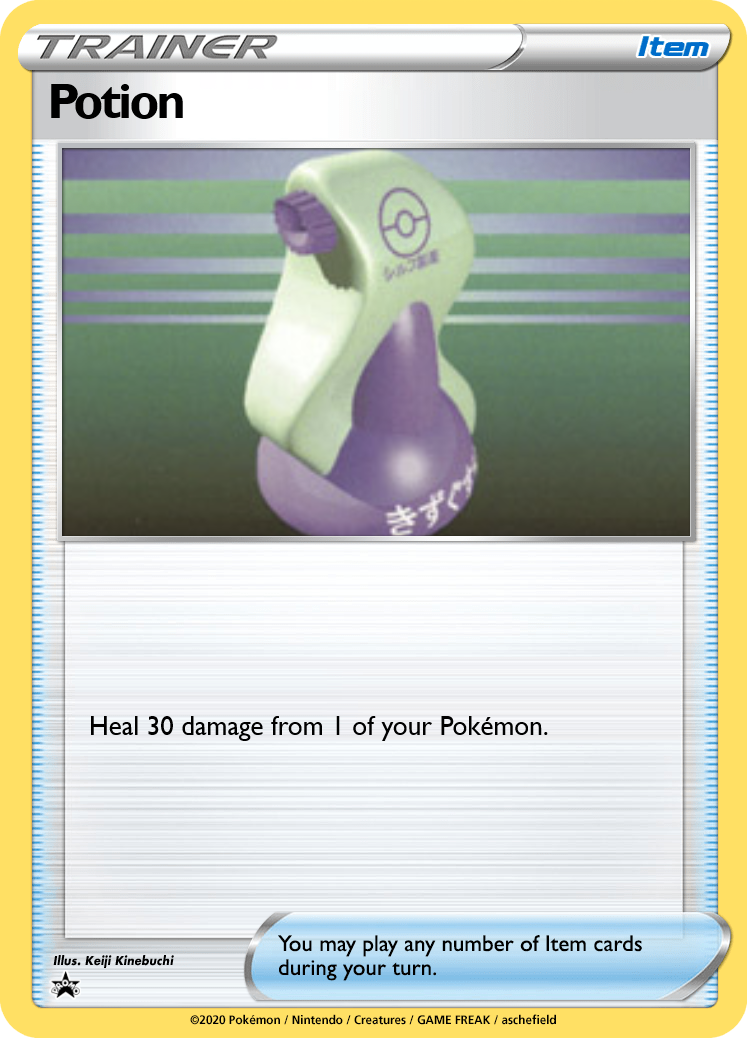 TRAINER
Item
Potion
シルフ製薬
きずぐす
Heal 30 damage from 1 of your Pokémon.
You may play any number of Item cards
during your turn.
Illus. Keiji Kinebuchi
PROMO
©2020 Pokémon / Nintendo / Creatures / GAME FREAK / aschefield